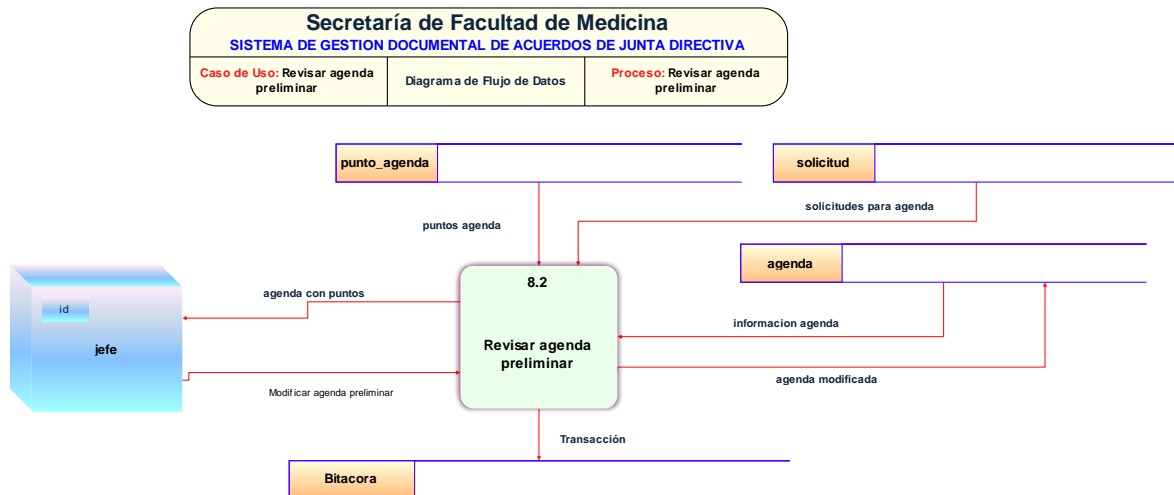 Secretaría de Facultad de Medicina
SISTEMA DE GESTION DOCUMENTAL DE ACUERDOS DE JUNTA DIRECTIVA
Caso de Uso: Revisar agenda
preliminar
Diagrama de Flujo de Datos
Proceso: Revisar agenda
preliminar
punto_agenda
solicitud
solicitudes para agenda
puntos agenda
agenda
8.2
id
agenda con puntos
jefe
Revisar agenda
preliminar
informacion agenda
agenda modificada
Modificar agenda preliminar
Transacción
Bitacora